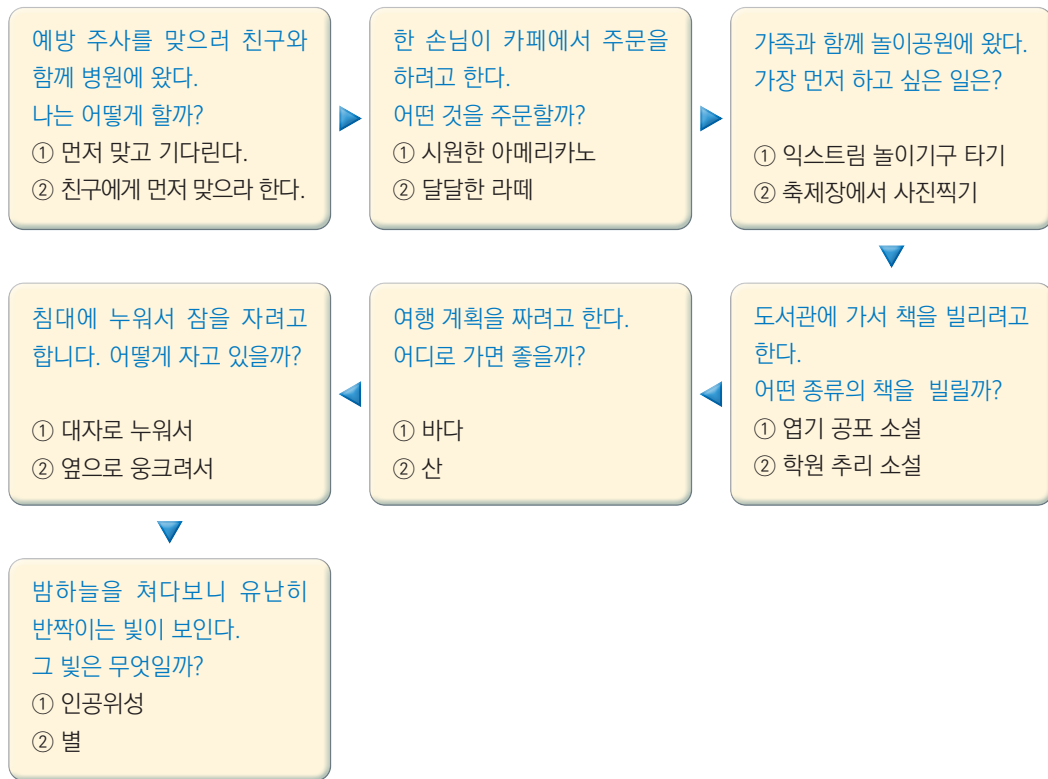 예방 주사를 맞으러 친구와
함께 병원에 왔다.
나는 어떻게 할까?
① 먼저 맞고 기다린다.
② 친구에게 먼저 맞으라 한다.
한 손님이 카페에서 주문을
하려고 한다.
어떤 것을 주문할까?
① 시원한 아메리카노
② 달달한 라떼
가족과 함께 놀이공원에 왔다.
가장 먼저 하고 싶은 일은?
① 익스트림 놀이기구 타기
② 축제장에서 사진찍기
도서관에 가서 책을 빌리려고
한다.
어떤 종류의 책을 빌릴까?
① 엽기 공포 소설
② 학원 추리 소설
여행 계획을 짜려고 한다.
어디로 가면 좋을까?
① 바다
② 산
침대에 누워서 잠을 자려고
합니다. 어떻게 자고 있을까?
① 대자로 누워서
② 옆으로 웅크려서
밤하늘을 쳐다보니 유난히
반짝이는 빛이 보인다.
그 빛은 무엇일까?
① 인공위성
② 별